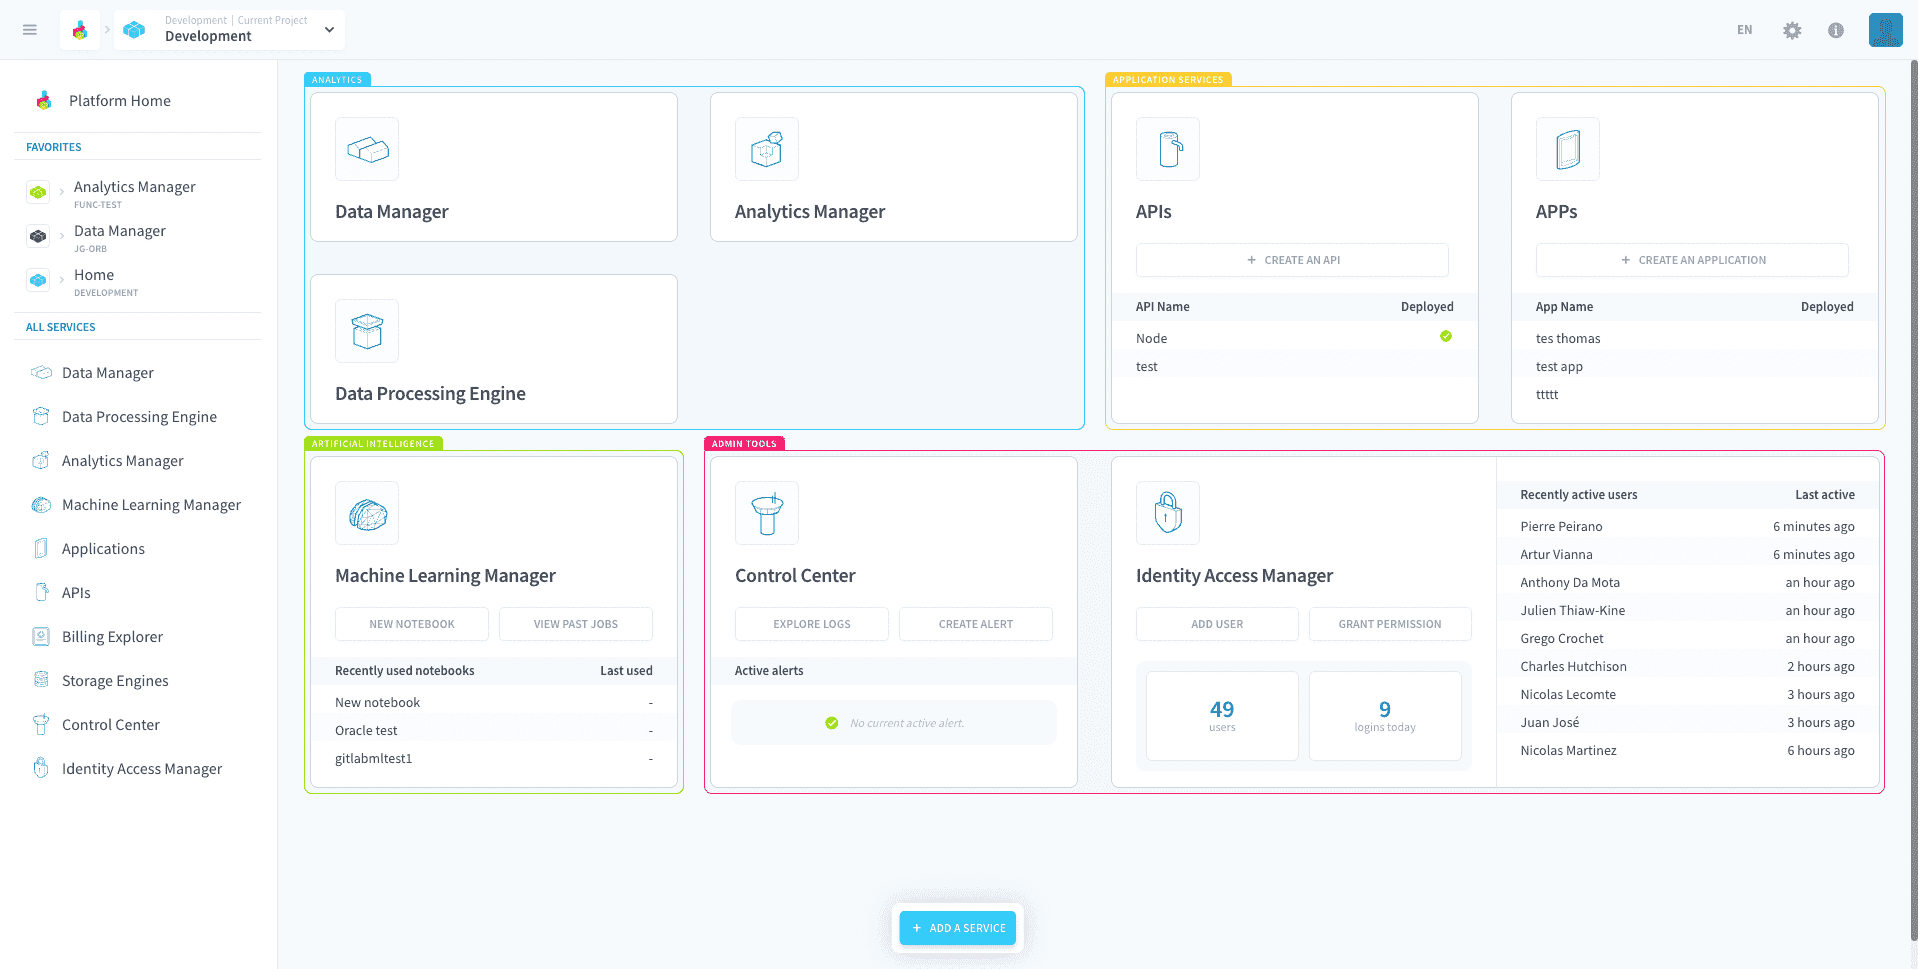 Development | Current Project
Development
EN
Platform Home
FAVORITES
Analytics Manager
FUNC-TEST
Data Manager
JG-ORB
Home
DEVELOPMENT
ALL SERVICES
Data Manager
Data Processing Engine
Analytics Manager
Machine Learning Manager
Applications
APIs
Billing Explorer
Storage Engines
Control Center
Identity Access Manager
ANALYTICS
Data Manager
Analytics Manager
Data Processing Engine
APPLICATION SERVICES
APIs
+ CREATE AN API
API Name Deployed
Node
test
APPs
+ CREATE AN APPLICATION
App Name Deployed
tes thomas
test app
ttttt
ARTIFICIAL INTELLIGENCE
Machine Learning Manager
NEW NOTEBOOK VIEW PAST JOBS
Recently used notebooks Last used
New notebook -
Oracle test -
gitlabmltest1 -
ADMIN TOOLS
Control Center
EXPLORE LOGS CREATE ALERT
Active alerts
No current active alert.
Identity Access Manager
ADD USER GRANT PERMISSION
49 9
users logins today
Recently active users Last active
Pierre Peirano 6 minutes ago
Artur Vianna 6 minutes ago
Anthony Da Mota an hour ago
Julien Thiaw-Kine an hour ago
Grego Crochet an hour ago
Charles Hutchison 2 hours ago
Nicolas Lecomte 3 hours ago
Juan José 3 hours ago
Nicolas Martinez 6 hours ago
+ ADD A SERVICE